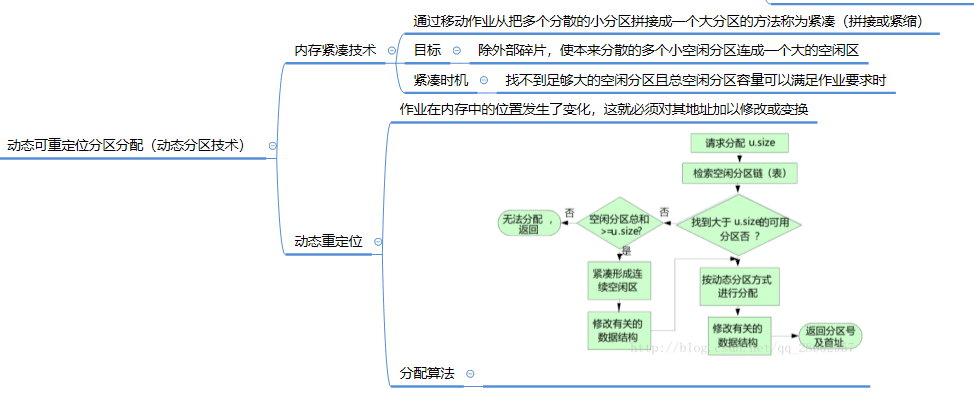 动态可重定位分区分配（动态分区技术）
内存紧凑技术
通过移动作业从把多个分散的小分区拼接成一个大分区的方法称为紧凑（拼接或紧缩）
目标
除外部碎片，使本来分散的多个小空闲分区连成一个大的空闲区
紧凑时机
找不到足够大的空闲分区且总空闲分区容量可以满足作业要求时
动态重定位
作业在内存中的位置发生了变化，这就必须对其地址加以修改或变换
请求分配 u.size
检索空闲分区链（表）
找到大于 u.size的可用
分区否 ？
否
空闲分区总和
>=u.size?
否
无法分配 ，
返回
是
紧凑形成连
续空闲区
修改有关的
数据结构
按动态分区方式
进行分配
修改有关的
数据结构
返回分区号
及首址
分配算法